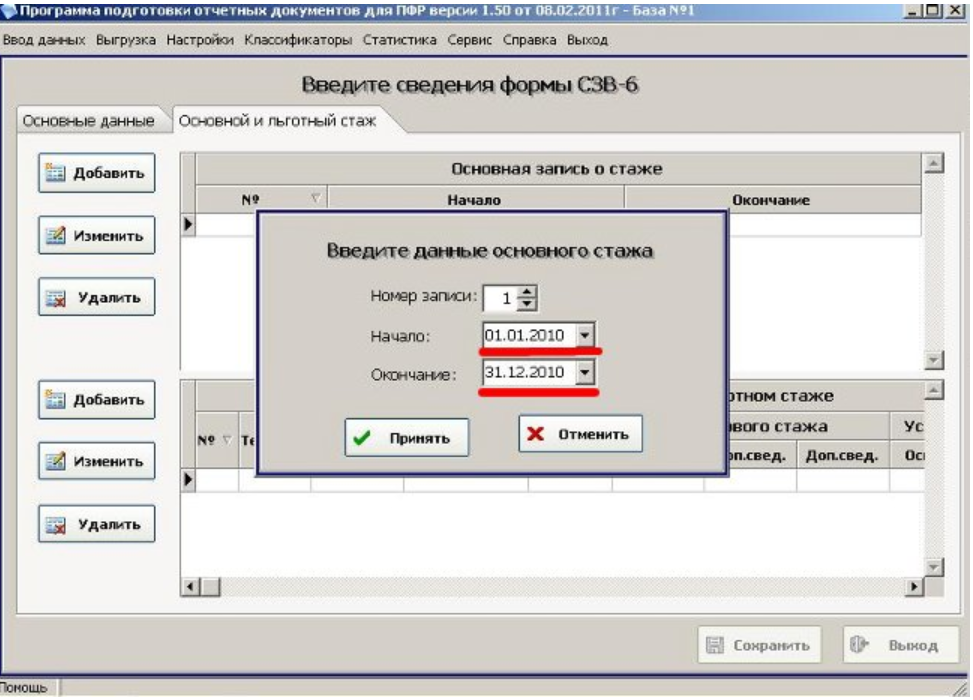 Программа подготовки отчетных документов для ПФР версии 1.50 от 08.02.2011г - База №1
Ввод данных Выгрузка Настройки Классификаторы Статистика Сервис Справка Выход
Введите сведения формы СЗВ-6
Основные данные Основной и льготный стаж
Добавить
Изменить
Удалить
Основная запись о стаже
№ Начало Окончание
Введите данные основного стажа
Номер записи: 1
Начало: 01.01.2010
Окончание: 31.12.2010
Принять Отменить
Добавить
Изменить
Удалить
отном стаже
вого стажа Ус
№ Те оп.свед. Доп.свед. Ос
Сохранить Выход
Помощь